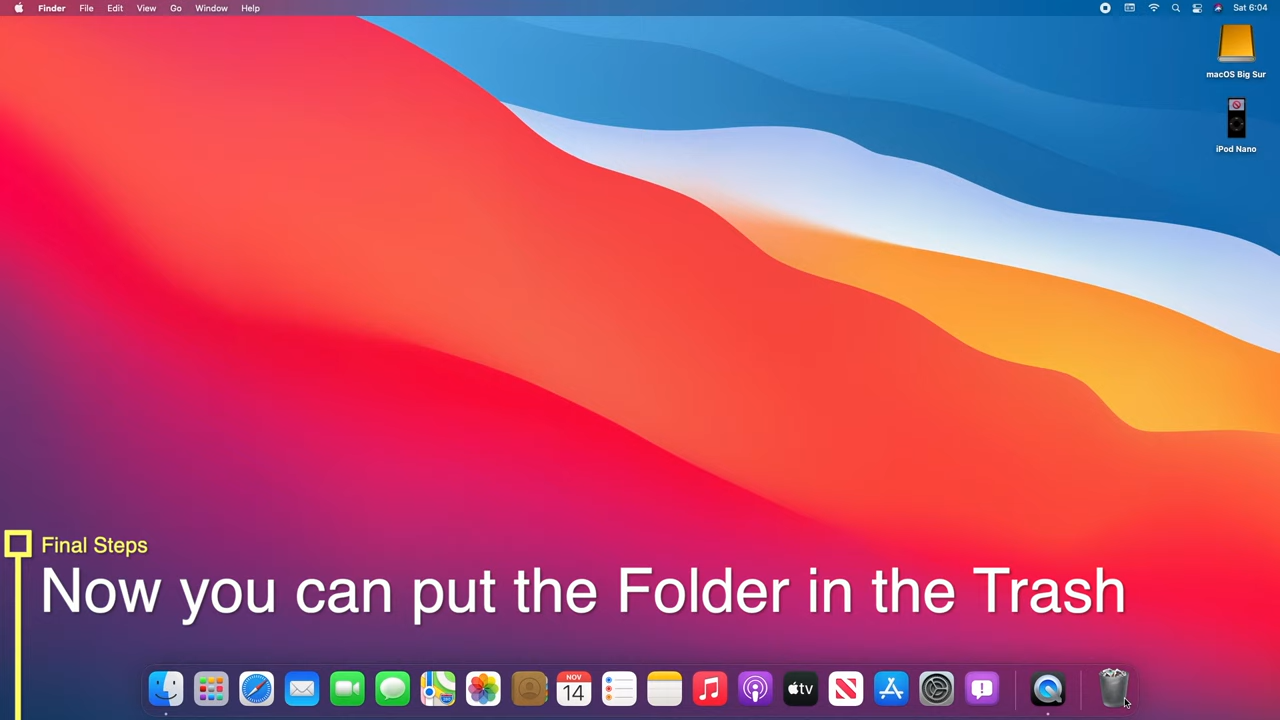 Finder File Edit View Go Window Help Sat 6:04
macOS Big Sur
iPod Nano
Final Steps
Now you can put the Folder in the Trash
NOV
14
tv